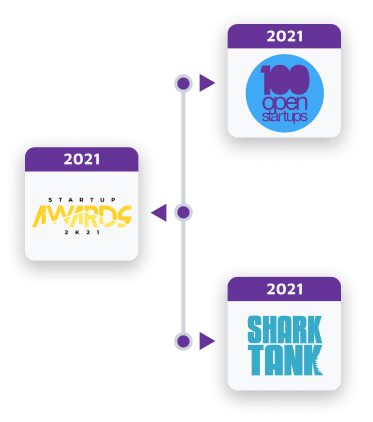 2021
100
open
startups
2021
STARTUP
AWARDS
2K21
2021
SHARK
TANK